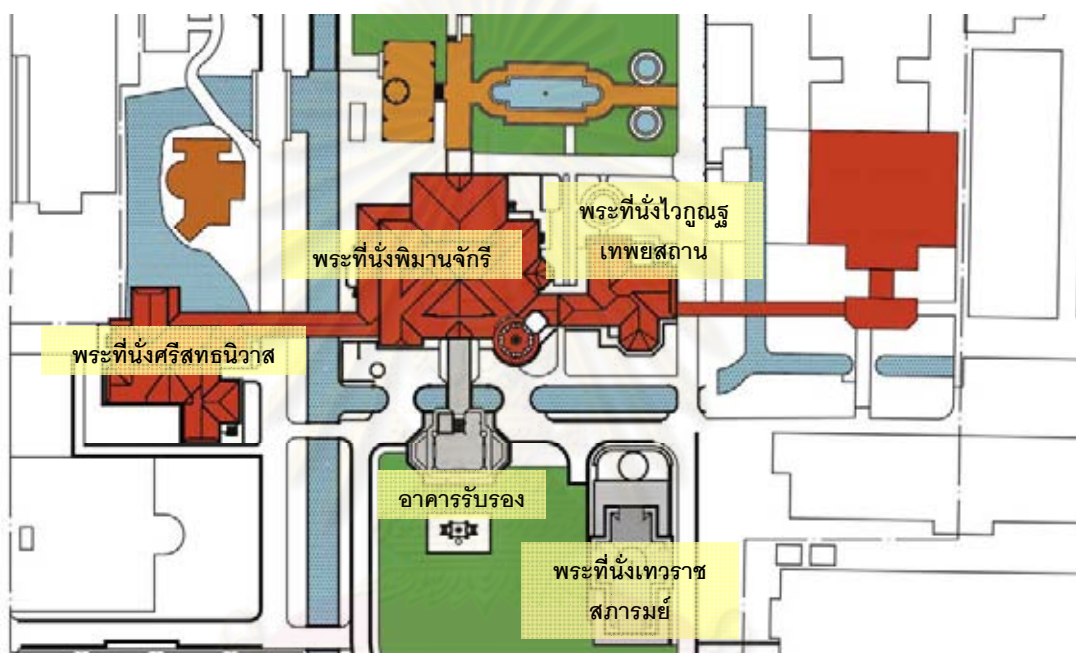 พระที่นั่งไวกูณฐ
เทพยสถาน
พระที่นั่งพิมานจักรี
พระที่นั่งศรีสุทธนิวาส
อาคารรับรอง
พระที่นั่งเทวราช
สภารมย์